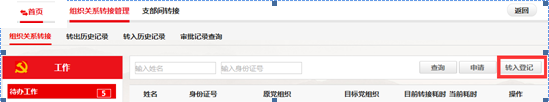 首页 组织关系转接管理 支部间转接 返回
组织关系转接 转出历史记录 转入历史记录 审批记录查询
工作 输入姓名 输入身份证号 查询 申请 转入登记
待办工作 5 姓名 身份证号 原党组织 目标党组织 目前转接耗时 当前耗时 操作